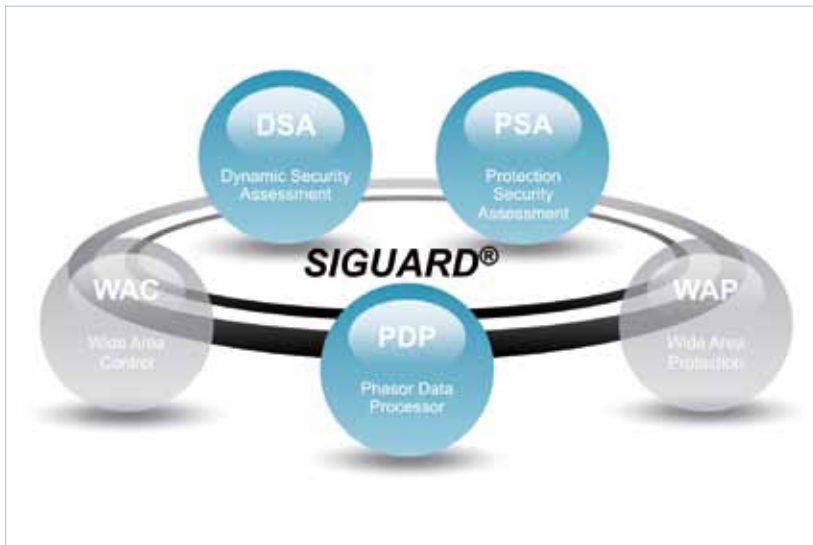 DSA
Dynamic Security
Assessment
PSA
Protection
Security
Assessment
SIGUARD®
WAC
Wide Area
Control
WAP
Wide Area
Protection
PDP
Phasor Data
Processor